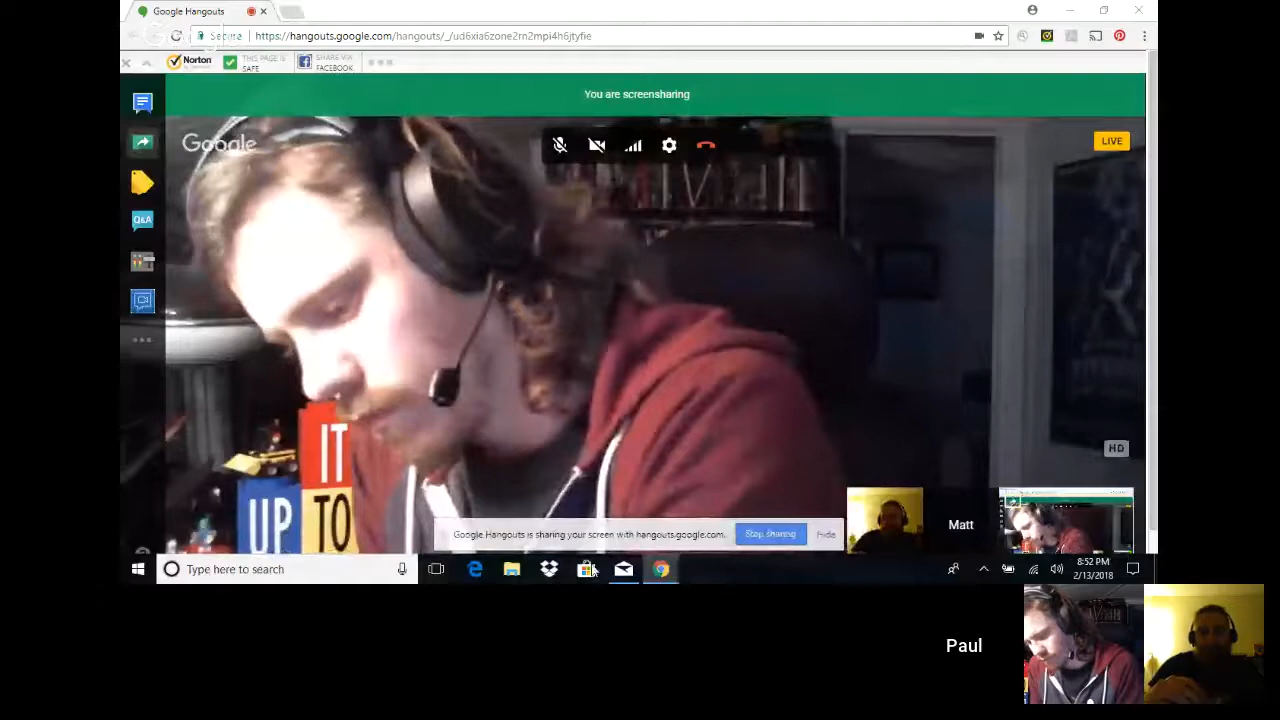 Google Hangouts
Secure
https://hangouts.google.com/hangouts/_/ud6xia6zone2rn2mpi4h6jtyfie
Norton
THIS PAGE IS
SAFE
SHARE VIA
FACEBOOK
You are screensharing
Google
LIVE
Q&A
HD
IT
UP
TO
Google Hangouts is sharing your screen with hangouts.google.com.
Stop sharing
Hide
Matt
Type here to search
8:52 PM
2/13/2018
Paul